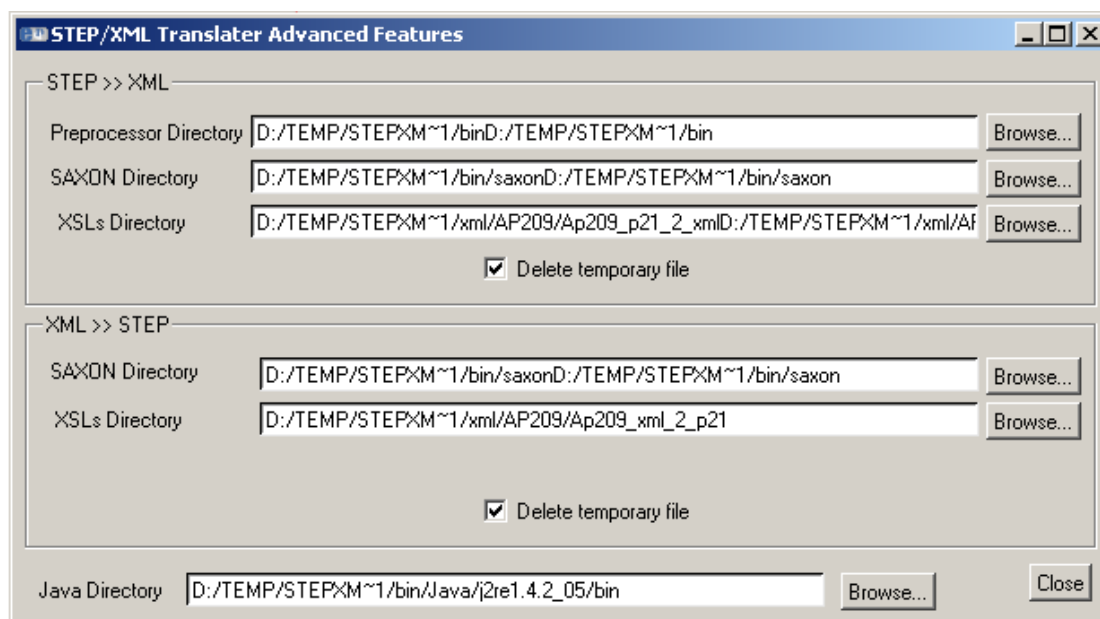 STEP/XML Translater Advanced Features
STEP >> XML
Preprocessor Directory D:/TEMP/STEPXM~1/binD:/TEMP/STEPXM~1/bin Browse...
SAXON Directory D:/TEMP/STEPXM~1/bin/saxonD:/TEMP/STEPXM~1/bin/saxon Browse...
XSLs Directory D:/TEMP/STEPXM~1/xml/AP209/Ap209_p21_2_xmlD:/TEMP/STEPXM~1/xml/AP Browse...
Delete temporary file
XML >> STEP
SAXON Directory D:/TEMP/STEPXM~1/bin/saxonD:/TEMP/STEPXM~1/bin/saxon Browse...
XSLs Directory D:/TEMP/STEPXM~1/xml/AP209/Ap209_xml_2_p21 Browse...
Delete temporary file
Java Directory D:/TEMP/STEPXM~1/bin/Java/j2re1.4.2_05/bin Browse... Close